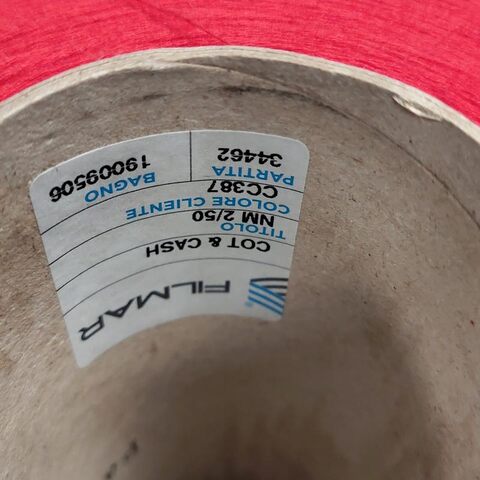 FILMAR®
COT & CASH
TITOLO
NM 2/50
COLORE CLIENTE
CC387
PARTITA BAGNO
34462 19009506